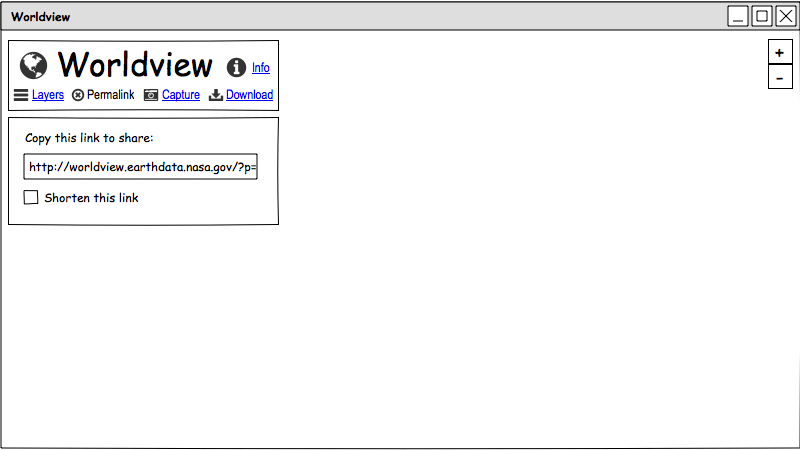 Worldview
Worldview Info
Layers Permalink Capture Download
Copy this link to share:
http://worldview.earthdata.nasa.gov/?p=
Shorten this link
+
-